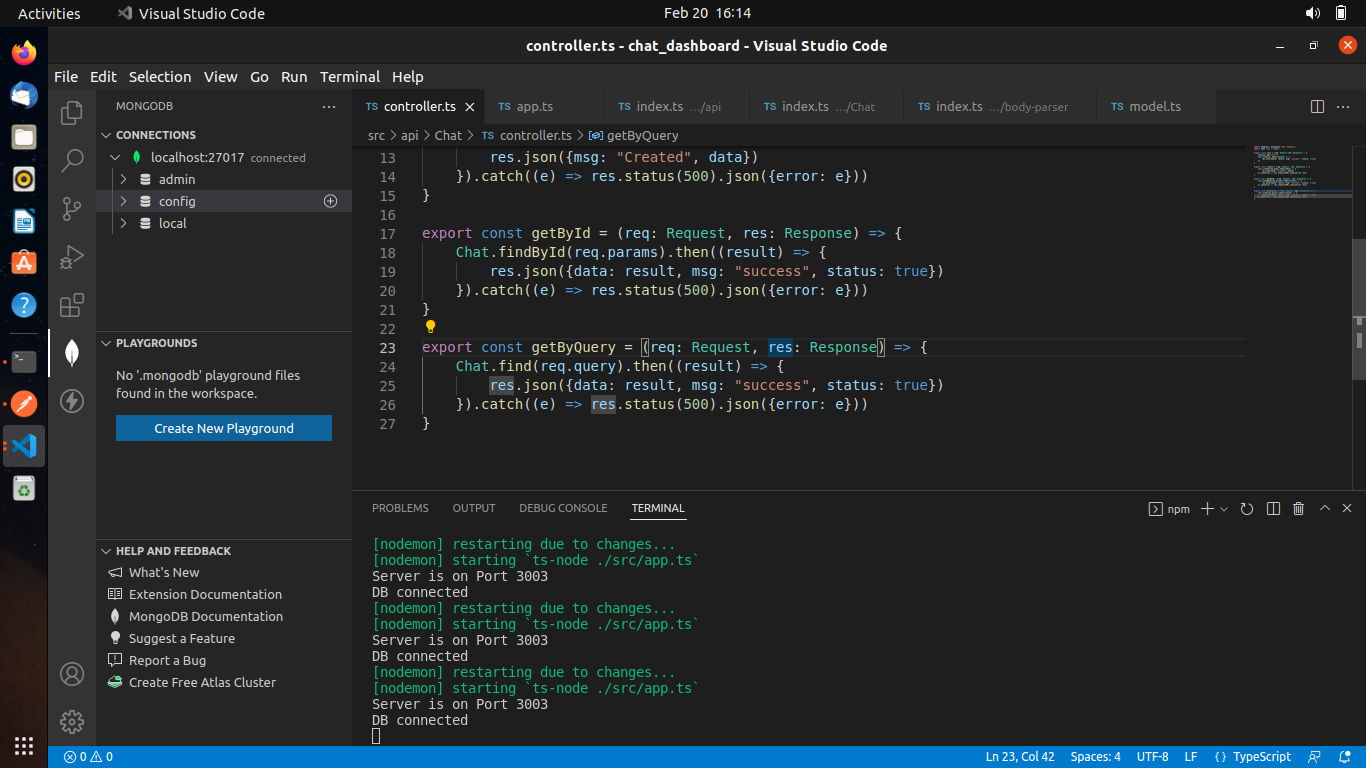 Activities
Visual Studio Code
Feb 20 16:14
controller.ts - chat_dashboard - Visual Studio Code
File Edit Selection View Go Run Terminal Help
MONGODB
CONNECTIONS
localhost:27017 connected
admin
config
local
PLAYGROUNDS
No '.mongodb' playground files
found in the workspace.
Create New Playground
HELP AND FEEDBACK
What's New
Extension Documentation
MongoDB Documentation
Suggest a Feature
Report a Bug
Create Free Atlas Cluster
TS controller.ts
TS app.ts
TS index.ts .../api
TS index.ts .../Chat
TS index.ts .../body-parser
TS model.ts
src > api > Chat > TS controller.ts > getByQuery
13         res.json({msg: "Created", data})
14     }).catch((e) => res.status(500).json({error: e}))
15 }
16
17 export const getById = (req: Request, res: Response) => {
18     Chat.findById(req.params).then((result) => {
19         res.json({data: result, msg: "success", status: true})
20     }).catch((e) => res.status(500).json({error: e}))
21 }
22
23 export const getByQuery = (req: Request, res: Response) => {
24     Chat.find(req.query).then((result) => {
25         res.json({data: result, msg: "success", status: true})
26     }).catch((e) => res.status(500).json({error: e}))
27 }
PROBLEMS OUTPUT DEBUG CONSOLE TERMINAL
npm
[nodemon] restarting due to changes...
[nodemon] starting `ts-node ./src/app.ts`
Server is on Port 3003
DB connected
[nodemon] restarting due to changes...
[nodemon] starting `ts-node ./src/app.ts`
Server is on Port 3003
DB connected
[nodemon] restarting due to changes...
[nodemon] starting `ts-node ./src/app.ts`
Server is on Port 3003
DB connected
0 0
Ln 23, Col 42 Spaces: 4 UTF-8 LF {} TypeScript